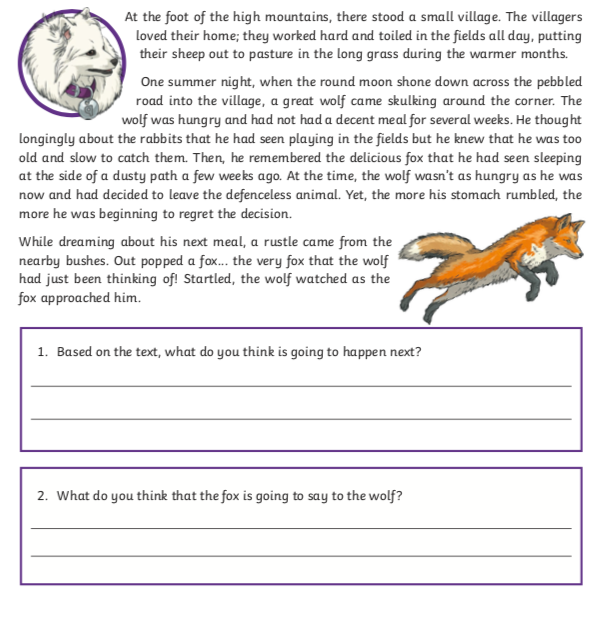 At the foot of the high mountains, there stood a small village. The villagers
loved their home; they worked hard and toiled in the fields all day, putting
their sheep out to pasture in the long grass during the warmer months.
One summer night, when the round moon shone down across the pebbled
road into the village, a great wolf came skulking around the corner. The
wolf was hungry and had not had a decent meal for several weeks. He thought
longingly about the rabbits that he had seen playing in the fields but he knew that he was too
old and slow to catch them. Then, he remembered the delicious fox that he had seen sleeping
at the side of a dusty path a few weeks ago. At the time, the wolf wasn't as hungry as he was
now and had decided to leave the defenceless animal. Yet, the more his stomach rumbled, the
more he was beginning to regret the decision.
While dreaming about his next meal, a rustle came from the
nearby bushes. Out popped a fox... the very fox that the wolf
had just been thinking of! Startled, the wolf watched as the
fox approached him.
1. Based on the text, what do you think is going to happen next?
2. What do you think that the fox is going to say to the wolf?